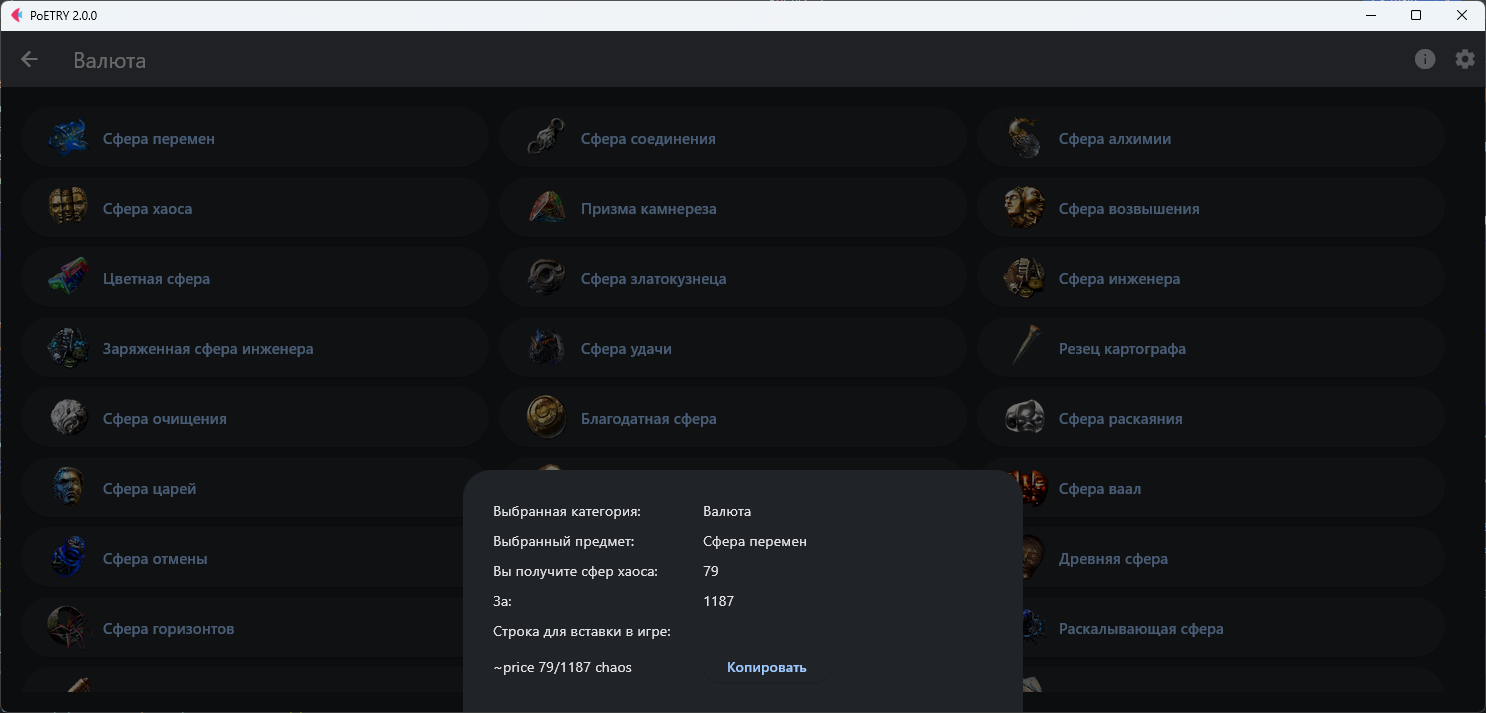 PoETRY 2.0.0
Валюта
Сфера перемен
Сфера соединения
Сфера алхимии
Сфера хаоса
Призма камнереза
Сфера возвышения
Цветная сфера
Сфера златокузнеца
Сфера инженера
Заряженная сфера инженера
Сфера удачи
Резец картографа
Сфера очищения
Благодатная сфера
Сфера раскаяния
Сфера царей
Сфера ваал
Сфера отмены
Древняя сфера
Сфера горизонтов
Раскалывающая сфера
Выбранная категория: Валюта
Выбранный предмет: Сфера перемен
Вы получите сфер хаоса: 79
За: 1187
Строка для вставки в игре:
~price 79/1187 chaos Копировать